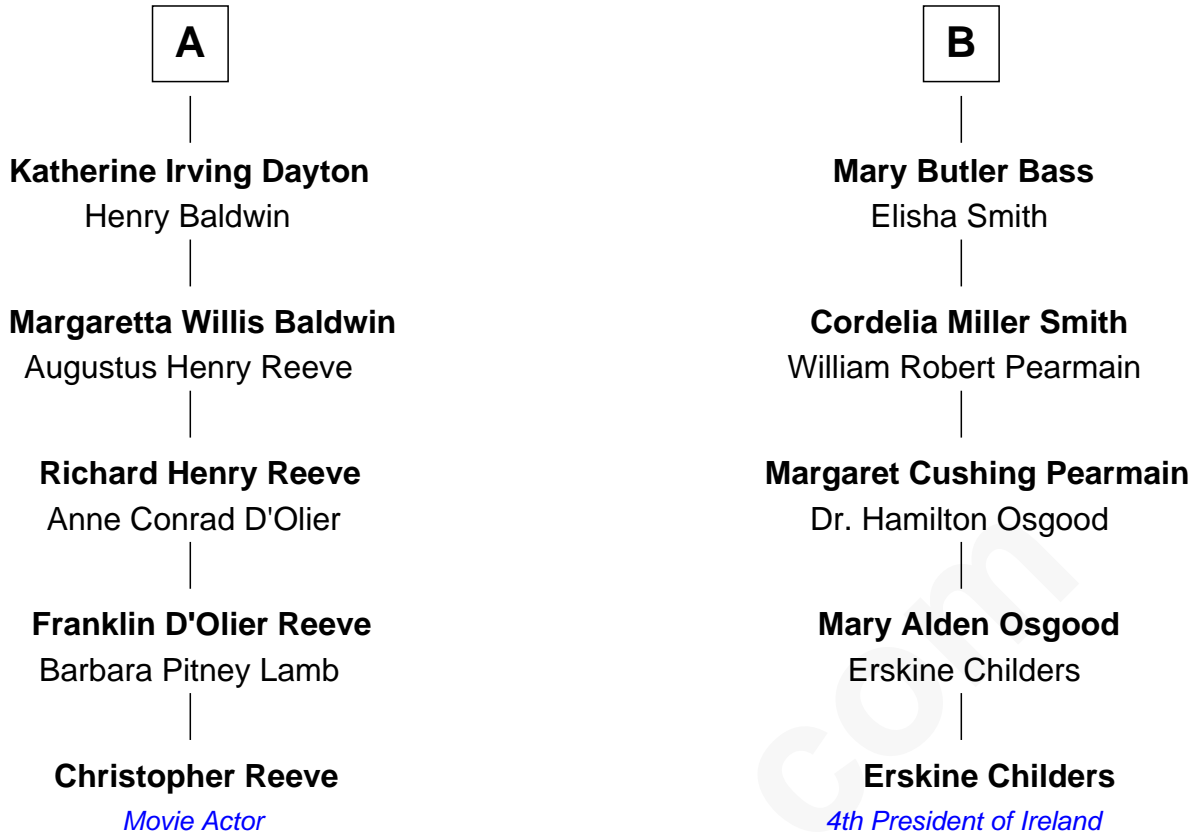 A
Katherine Irving Dayton
Henry Baldwin
Margaretta Willis Baldwin
Augustus Henry Reeve
Richard Henry Reeve
Anne Conrad D'Olier
Franklin D'Olier Reeve
Barbara Pitney Lamb
Christopher Reeve
Movie Actor
B
Mary Butler Bass
Elisha Smith
Cordelia Miller Smith
William Robert Pearmain
Margaret Cushing Pearmain
Dr. Hamilton Osgood
Mary Alden Osgood
Erskine Childers
Erskine Childers
4th President of Ireland
com